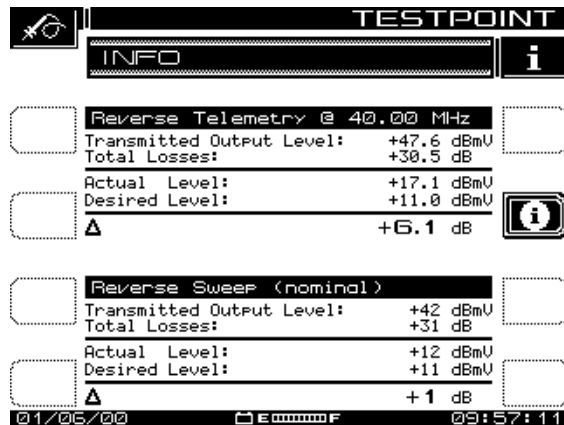 TESTPOINT
INFO
i
Reverse Telemetry @ 40.00 MHz
Transmitted Output Level: +47.6 dBmV
Total Losses: +30.5 dB
Actual Level: +17.1 dBmV
Desired Level: +11.0 dBmV
i
Δ +6.1 dB
Reverse Sweep (nominal)
Transmitted Output Level: +42 dBmV
Total Losses: +31 dB
Actual Level: +12 dBmV
Desired Level: +11 dBmV
Δ +1 dB
01/06/00 E F 09:57:11